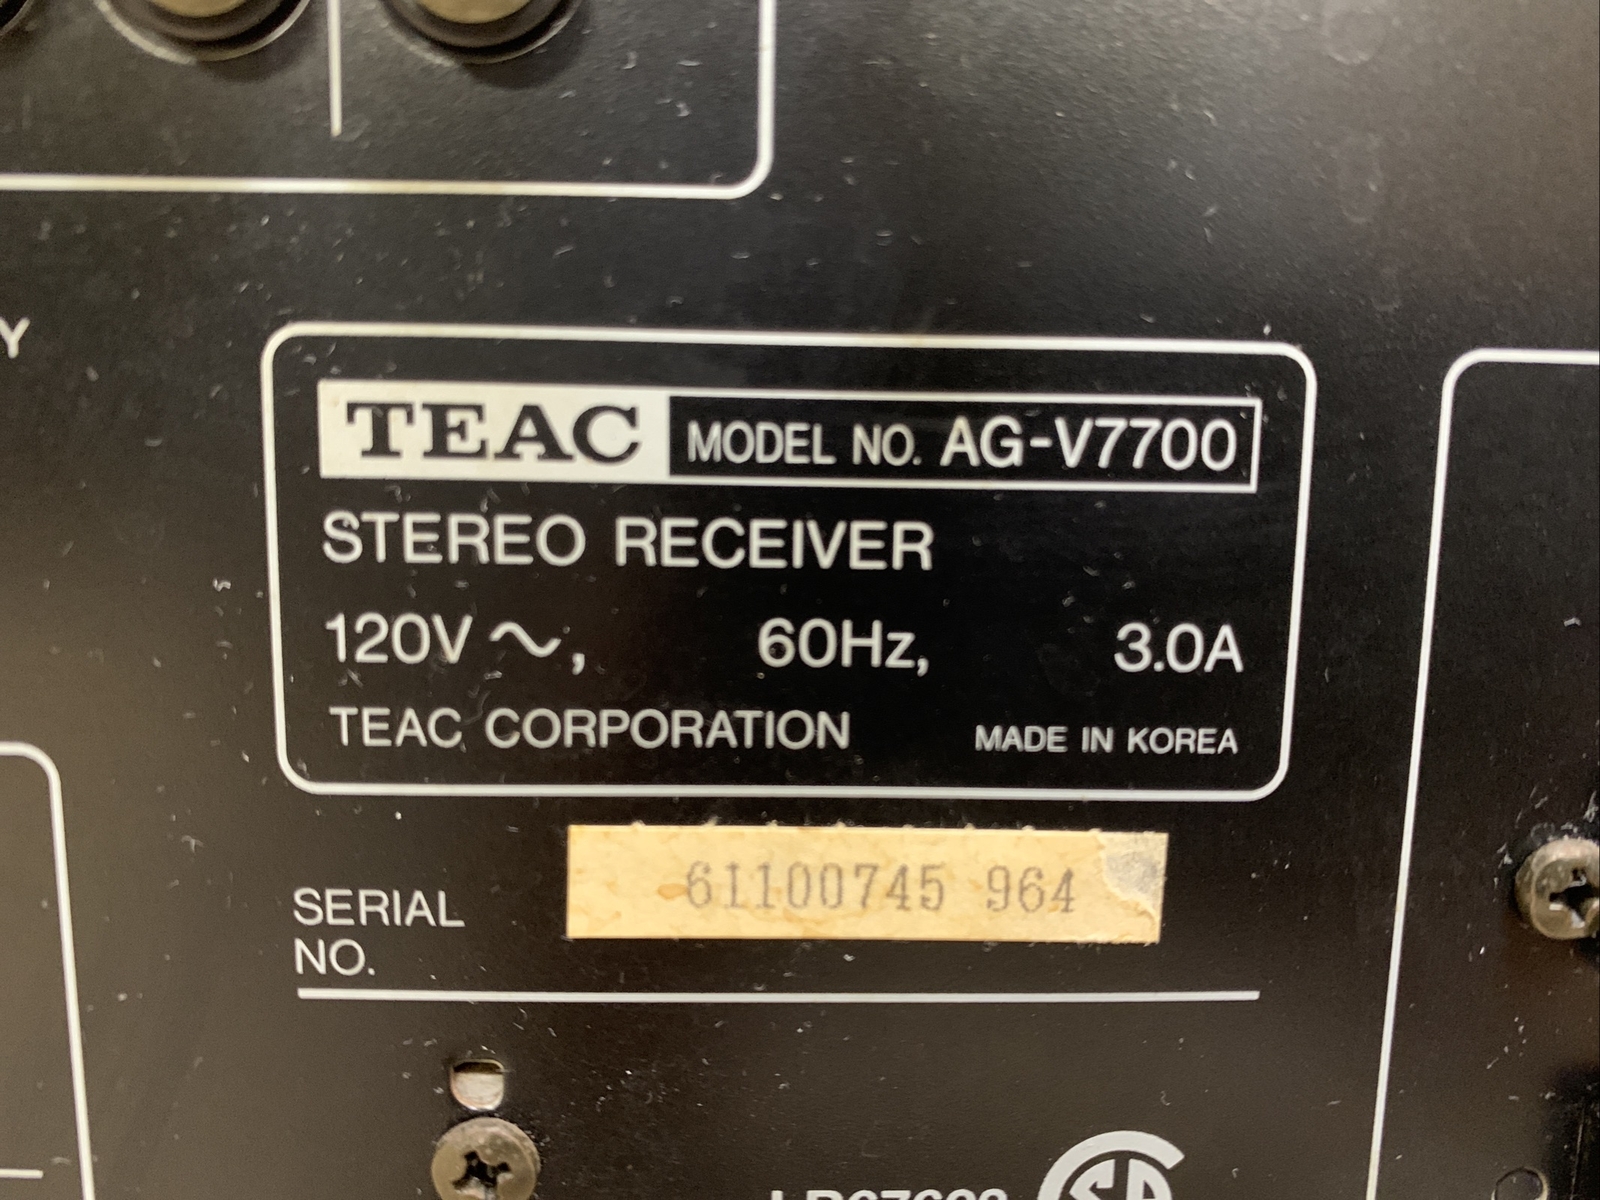 Y
TEAC MODEL NO. AG-V7700
STEREO RECEIVER
120V ∿, 60Hz, 3.0A
TEAC CORPORATION MADE IN KOREA
61100745 964
SERIAL
NO.